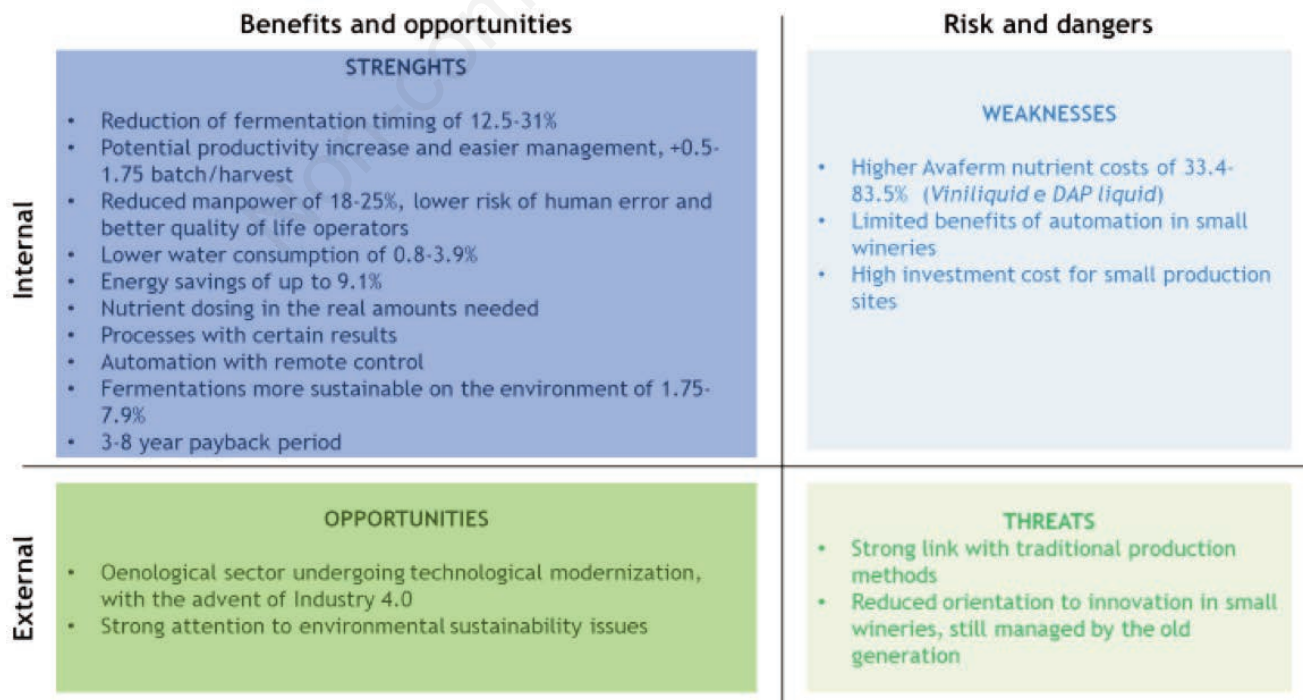 Benefits and opportunities
Risk and dangers
Internal
STRENGHTS
• Reduction of fermentation timing of 12.5-31%
• Potential productivity increase and easier management, +0.5-
1.75 batch/harvest
• Reduced manpower of 18-25%, lower risk of human error and
better quality of life operators
• Lower water consumption of 0.8-3.9%
• Energy savings of up to 9.1%
• Nutrient dosing in the real amounts needed
• Processes with certain results
• Automation with remote control
• Fermentations more sustainable on the environment of 1.75-
7.9%
• 3-8 year payback period
WEAKNESSES
• Higher Avaferm nutrient costs of 33.4-
83.5% (Viniliquid e DAP liquid)
• Limited benefits of automation in small
wineries
• High investment cost for small production
sites
External
OPPORTUNITIES
• Oenological sector undergoing technological modernization,
with the advent of Industry 4.0
• Strong attention to environmental sustainability issues
THREATS
• Strong link with traditional production
methods
• Reduced orientation to innovation in small
wineries, still managed by the old
generation